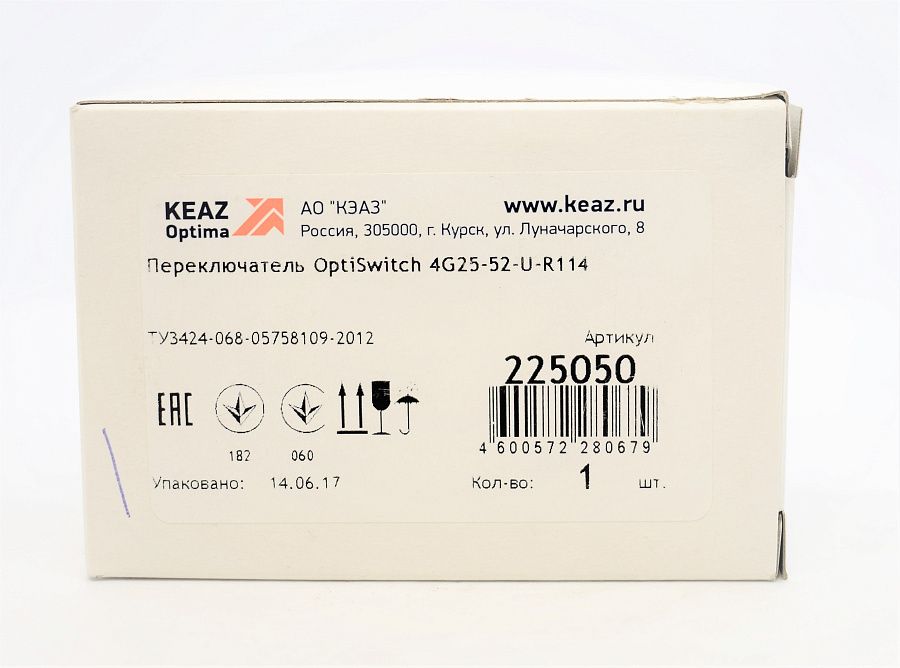 KEAZ
Optima
АО "КЭАЗ"
www.keaz.ru
Россия, 305000, г. Курск, ул. Луначарского, 8
Переключатель OptiSwitch 4G25-52-U-R114
ТУ3424-068-05758109-2012
Артикул
225050
4 600572 280679
EAC
182
060
Упаковано: 14.06.17
Кол-во: 1 шт.